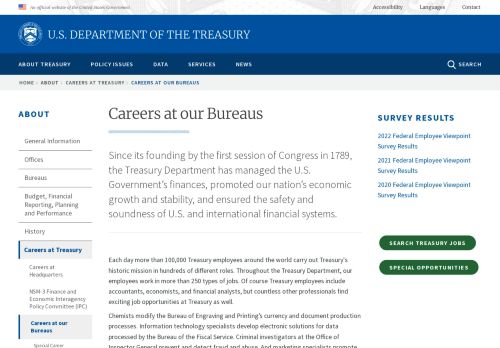 An official website of the United States Government
Accessibility
Languages
Contact
U.S. DEPARTMENT OF THE TREASURY
ABOUT TREASURY
POLICY ISSUES
DATA
SERVICES
NEWS
SEARCH
HOME › ABOUT › CAREERS AT TREASURY › CAREERS AT OUR BUREAUS
ABOUT
General Information
Offices
Bureaus
Budget, Financial
Reporting, Planning
and Performance
History
Careers at Treasury
Careers at
Headquarters
NSM-3 Finance and
Economic Interagency
Policy Committee (IPC)
Careers at our
Bureaus
Special Career
Careers at our Bureaus
Since its founding by the first session of Congress in 1789,
the Treasury Department has managed the U.S.
Government's finances, promoted our nation's economic
growth and stability, and ensured the safety and
soundness of U.S. and international financial systems.
Each day more than 100,000 Treasury employees around the world carry out Treasury's
historic mission in hundreds of different roles. Throughout the Treasury Department, our
employees work in more than 250 types of jobs. Of course Treasury employees include
accountants, economists, and financial analysts, but countless other professionals find
exciting job opportunities at Treasury as well.
Chemists modify the Bureau of Engraving and Printing's currency and document production
processes. Information technology specialists develop electronic solutions for data
processed by the Bureau of the Fiscal Service. Criminal investigators at the Office of
Inspector General prevent and detect fraud and abuse. And marketing specialists promote
SURVEY RESULTS
2022 Federal Employee Viewpoint
Survey Results
2021 Federal Employee Viewpoint
Survey Results
2020 Federal Employee Viewpoint
Survey Results
SEARCH TREASURY JOBS
SPECIAL OPPORTUNITIES